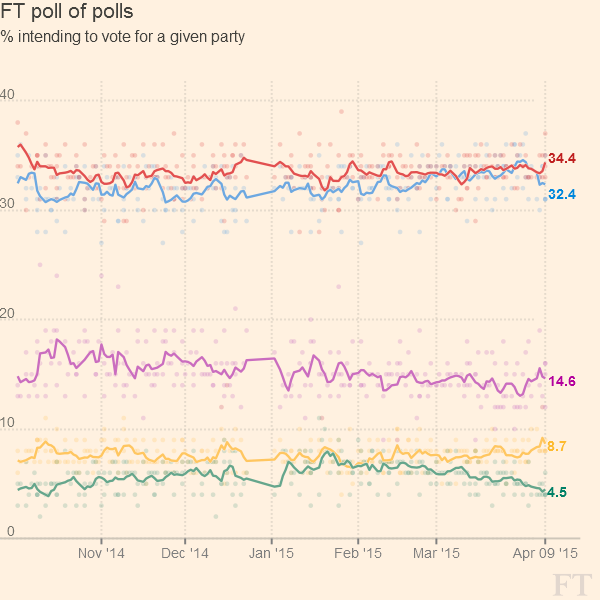 FT poll of polls
% intending to vote for a given party
40
34.4
32.4
30
20
14.6
10
8.7
4.5
0
Nov '14 Dec '14 Jan '15 Feb '15 Mar '15 Apr 09 '15
FT